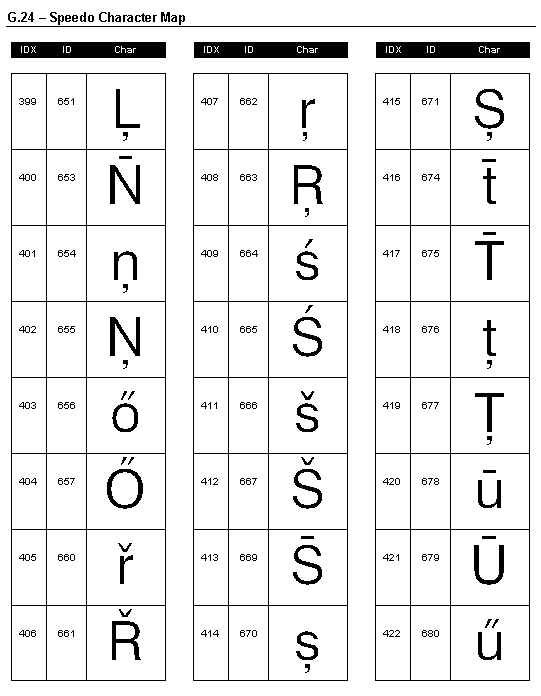 G.24 – Speedo Character Map
IDX ID Char IDX ID Char IDX ID Char
399 651 Ļ 407 662 ŗ 415 671 Ș
400 653 N̄ 408 663 Ŗ 416 674 t̄
401 654 ņ 409 664 ś 417 675 T̄
402 655 Ņ 410 665 Ś 418 676 ț
403 656 ő 411 666 š 419 677 Ț
404 657 Ő 412 667 Š 420 678 ū
405 660 ř 413 669 S̄ 421 679 Ū
406 661 Ř 414 670 ș 422 680 ű